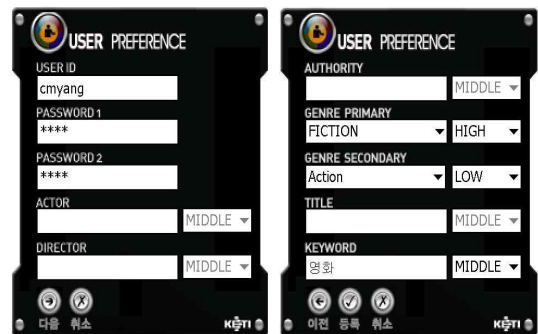 USER PREFERENCE
USER ID
cmyang
PASSWORD 1
****
PASSWORD 2
****
ACTOR
MIDDLE
DIRECTOR
MIDDLE
다음 취소
KETI
USER PREFERENCE
AUTHORITY
MIDDLE
GENRE PRIMARY
FICTION HIGH
GENRE SECONDARY
Action LOW
TITLE
MIDDLE
KEYWORD
영화 MIDDLE
이전 등록 취소
KETI